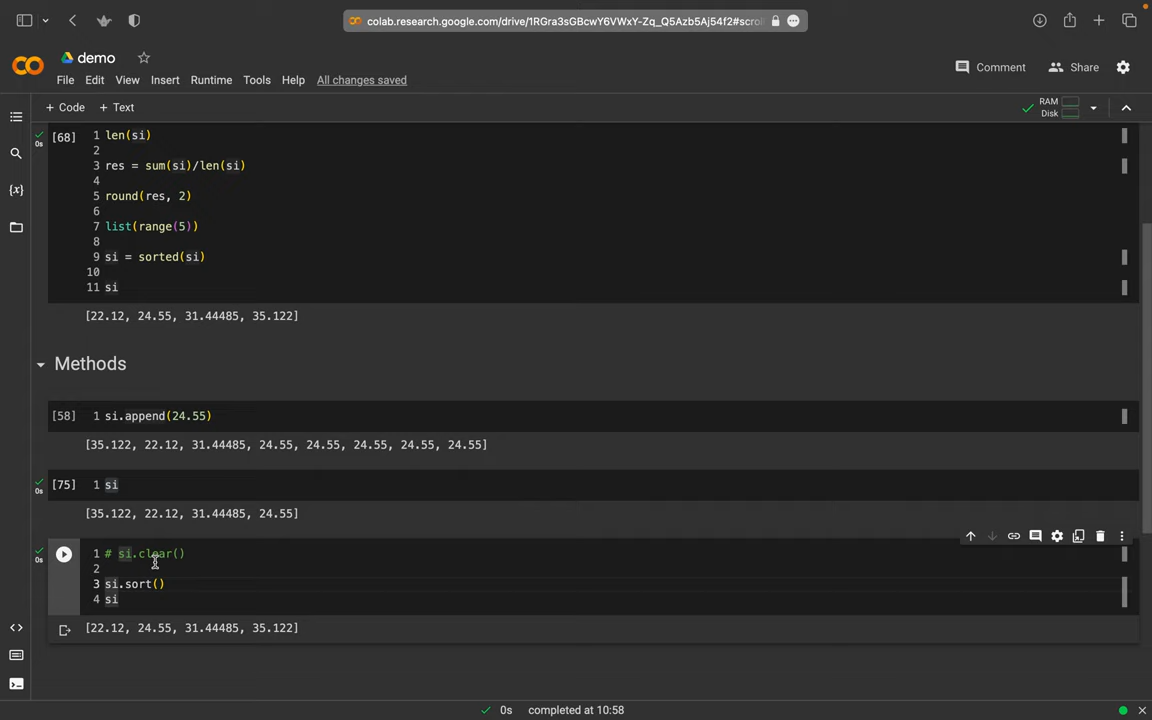 colab.research.google.com/drive/1RGra3sGBcwY6VWxY-Zq_Q5Azb5Aj54f2#scrol
demo
File Edit View Insert Runtime Tools Help All changes saved
Comment
Share
+ Code + Text
RAM
Disk
[68]
0s
1 len(si)
2
3 res = sum(si)/len(si)
4
5 round(res, 2)
6
7 list(range(5))
8
9 si = sorted(si)
10
11 si
[22.12, 24.55, 31.44485, 35.122]
Methods
[58] 1 si.append(24.55)
[35.122, 22.12, 31.44485, 24.55, 24.55, 24.55, 24.55, 24.55]
[75] 1 si
0s
[35.122, 22.12, 31.44485, 24.55]
1 # si.clear()
0s
2
3 si.sort()
4 si
[22.12, 24.55, 31.44485, 35.122]
0s completed at 10:58